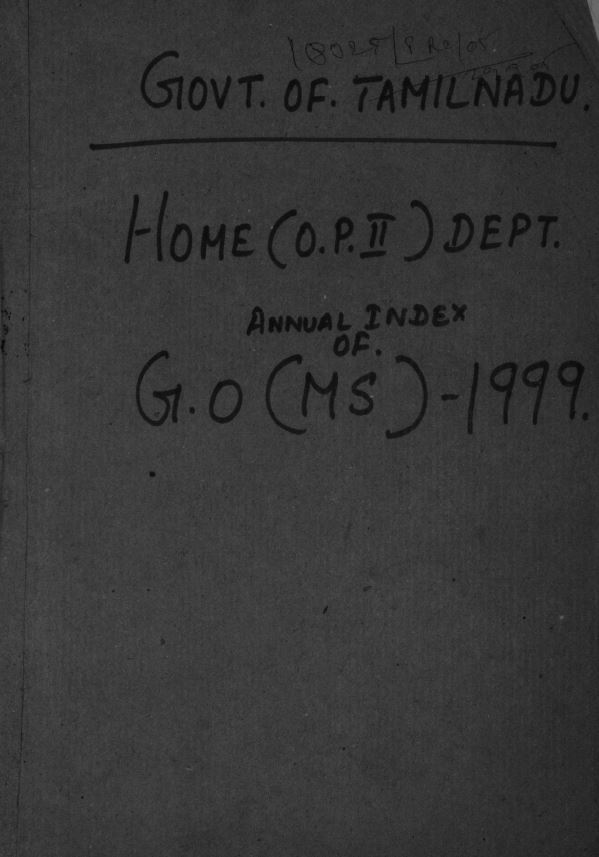 GOVT. OF. TAMILNADU.
HOME (O.P.II) DEPT.
ANNUAL INDEX
OF.
G.O (MS) - 1999.